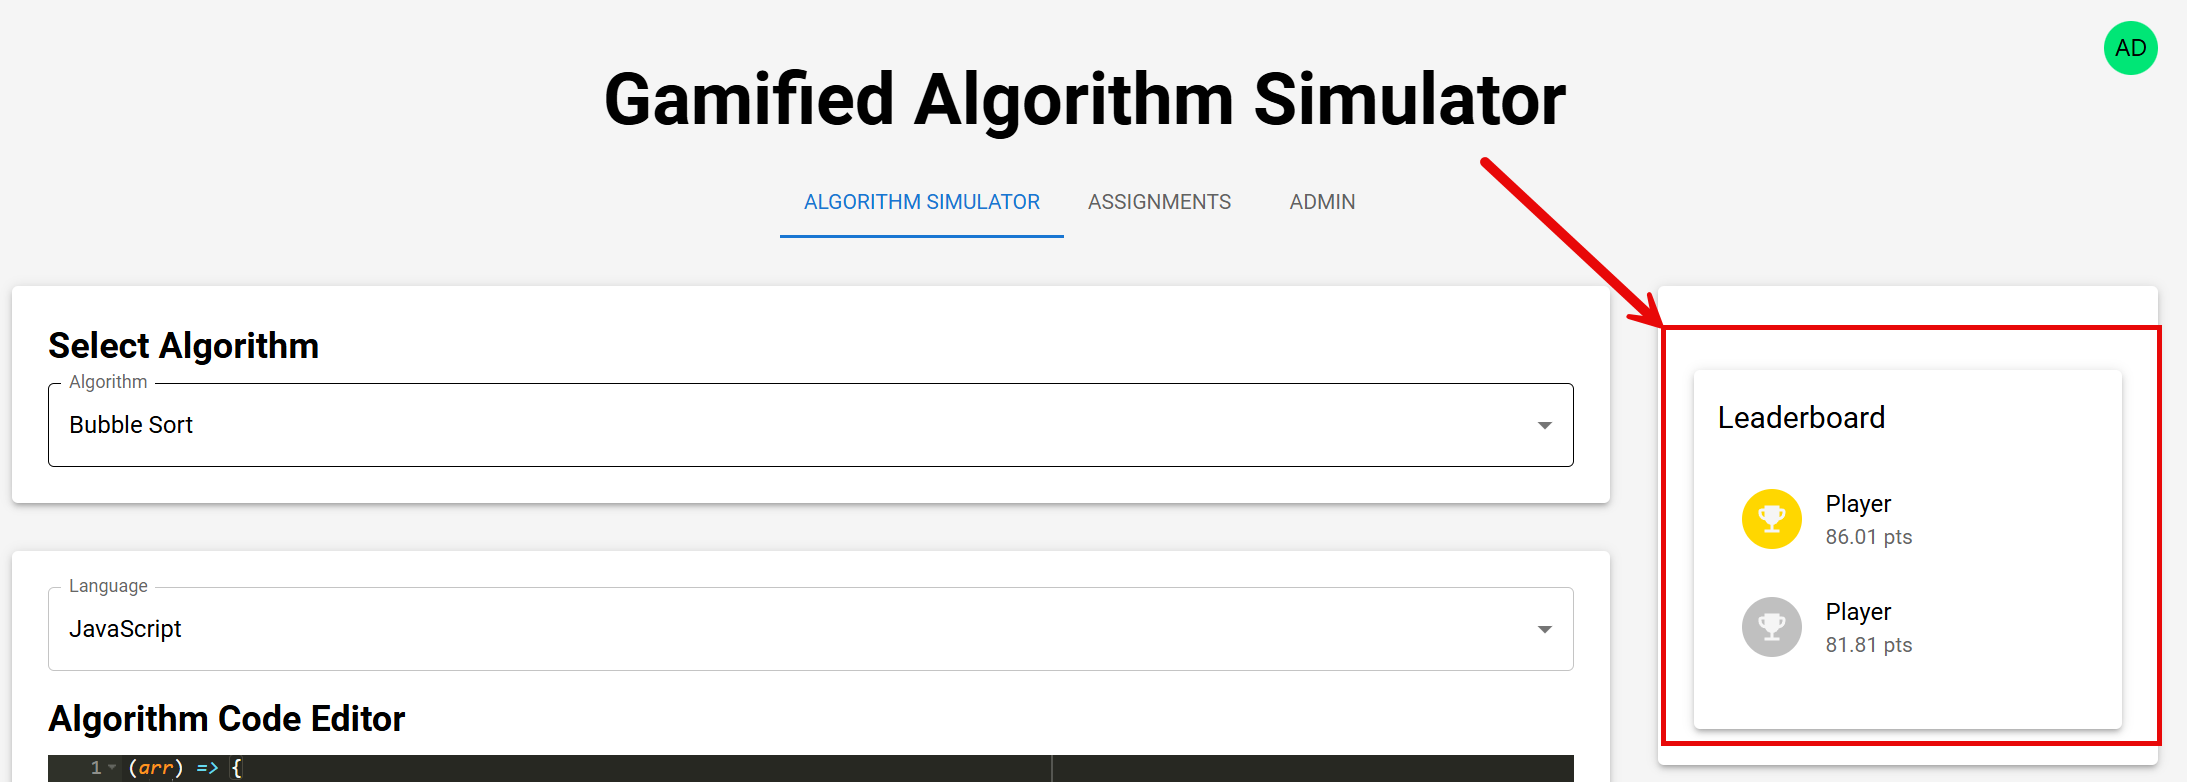 AD
Gamified Algorithm Simulator
ALGORITHM SIMULATOR
ASSIGNMENTS
ADMIN
Select Algorithm
Algorithm
Bubble Sort
Language
JavaScript
Algorithm Code Editor
1 (arr) => {
Leaderboard
Player
86.01 pts
Player
81.81 pts